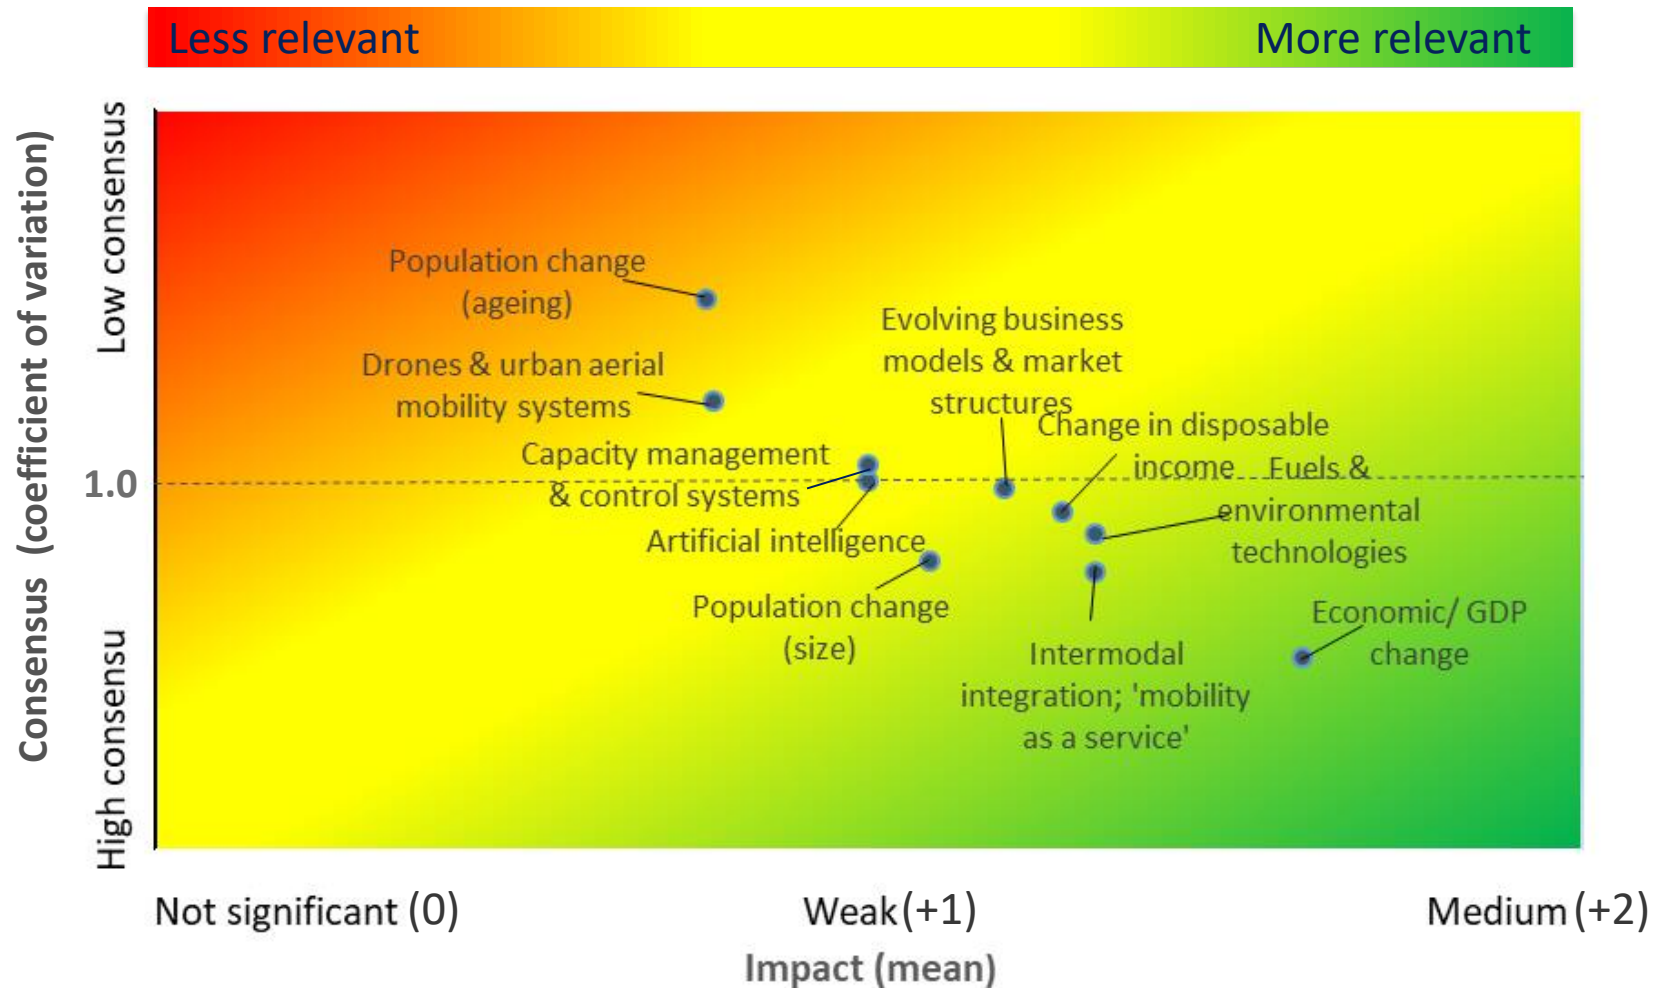 Less relevant
More relevant
Consensus (coefficient of variation)
Low consensus
1.0
High consensu
Population change
(ageing)
Drones & urban aerial
mobility systems
Capacity management
& control systems
Artificial intelligence
Population change
(size)
Evolving business
models & market
structures
Change in disposable
income
Fuels &
environmental
technologies
Intermodal
integration; 'mobility
as a service'
Economic/ GDP
change
Not significant (0)
Weak (+1)
Medium (+2)
Impact (mean)